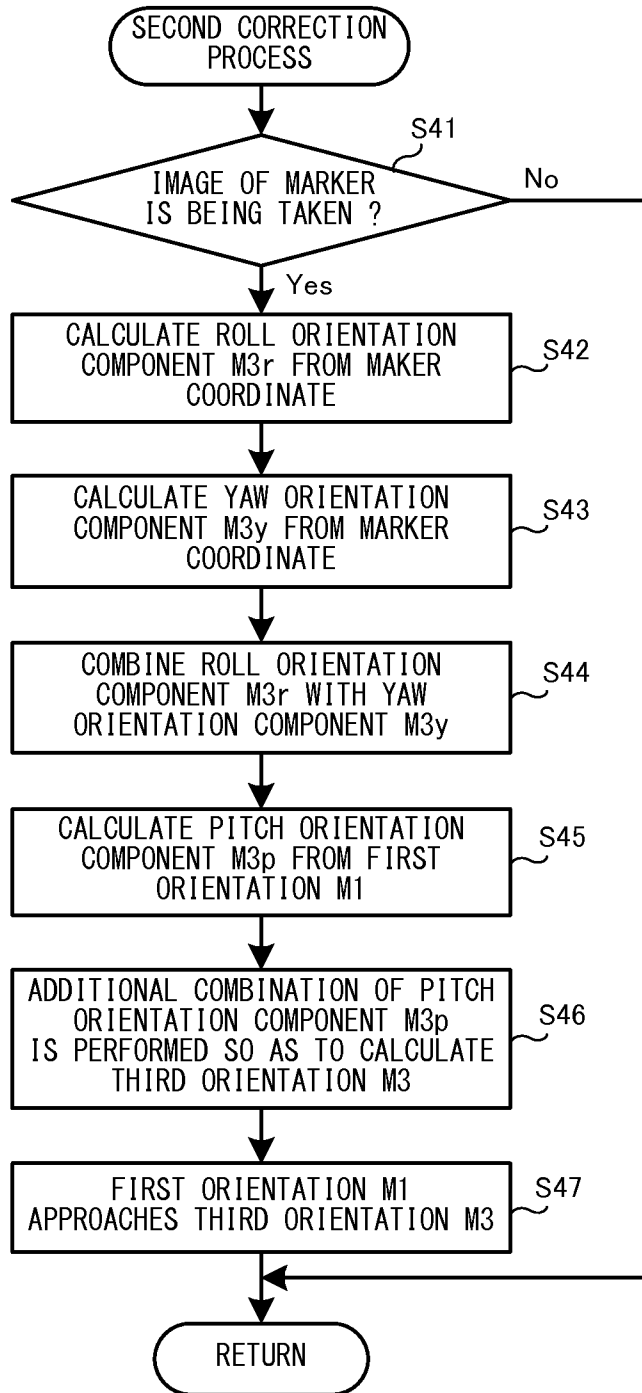 SECOND CORRECTION
PROCESS
S41
IMAGE OF MARKER
IS BEING TAKEN ?
No
Yes
CALCULATE ROLL ORIENTATION
COMPONENT M3r FROM MAKER
COORDINATE
S42
CALCULATE YAW ORIENTATION
COMPONENT M3y FROM MARKER
COORDINATE
S43
COMBINE ROLL ORIENTATION
COMPONENT M3r WITH YAW
ORIENTATION COMPONENT M3y
S44
CALCULATE PITCH ORIENTATION
COMPONENT M3p FROM FIRST
ORIENTATION M1
S45
ADDITIONAL COMBINATION OF PITCH
ORIENTATION COMPONENT M3p
IS PERFORMED SO AS TO CALCULATE
THIRD ORIENTATION M3
S46
FIRST ORIENTATION M1
APPROACHES THIRD ORIENTATION M3
S47
RETURN